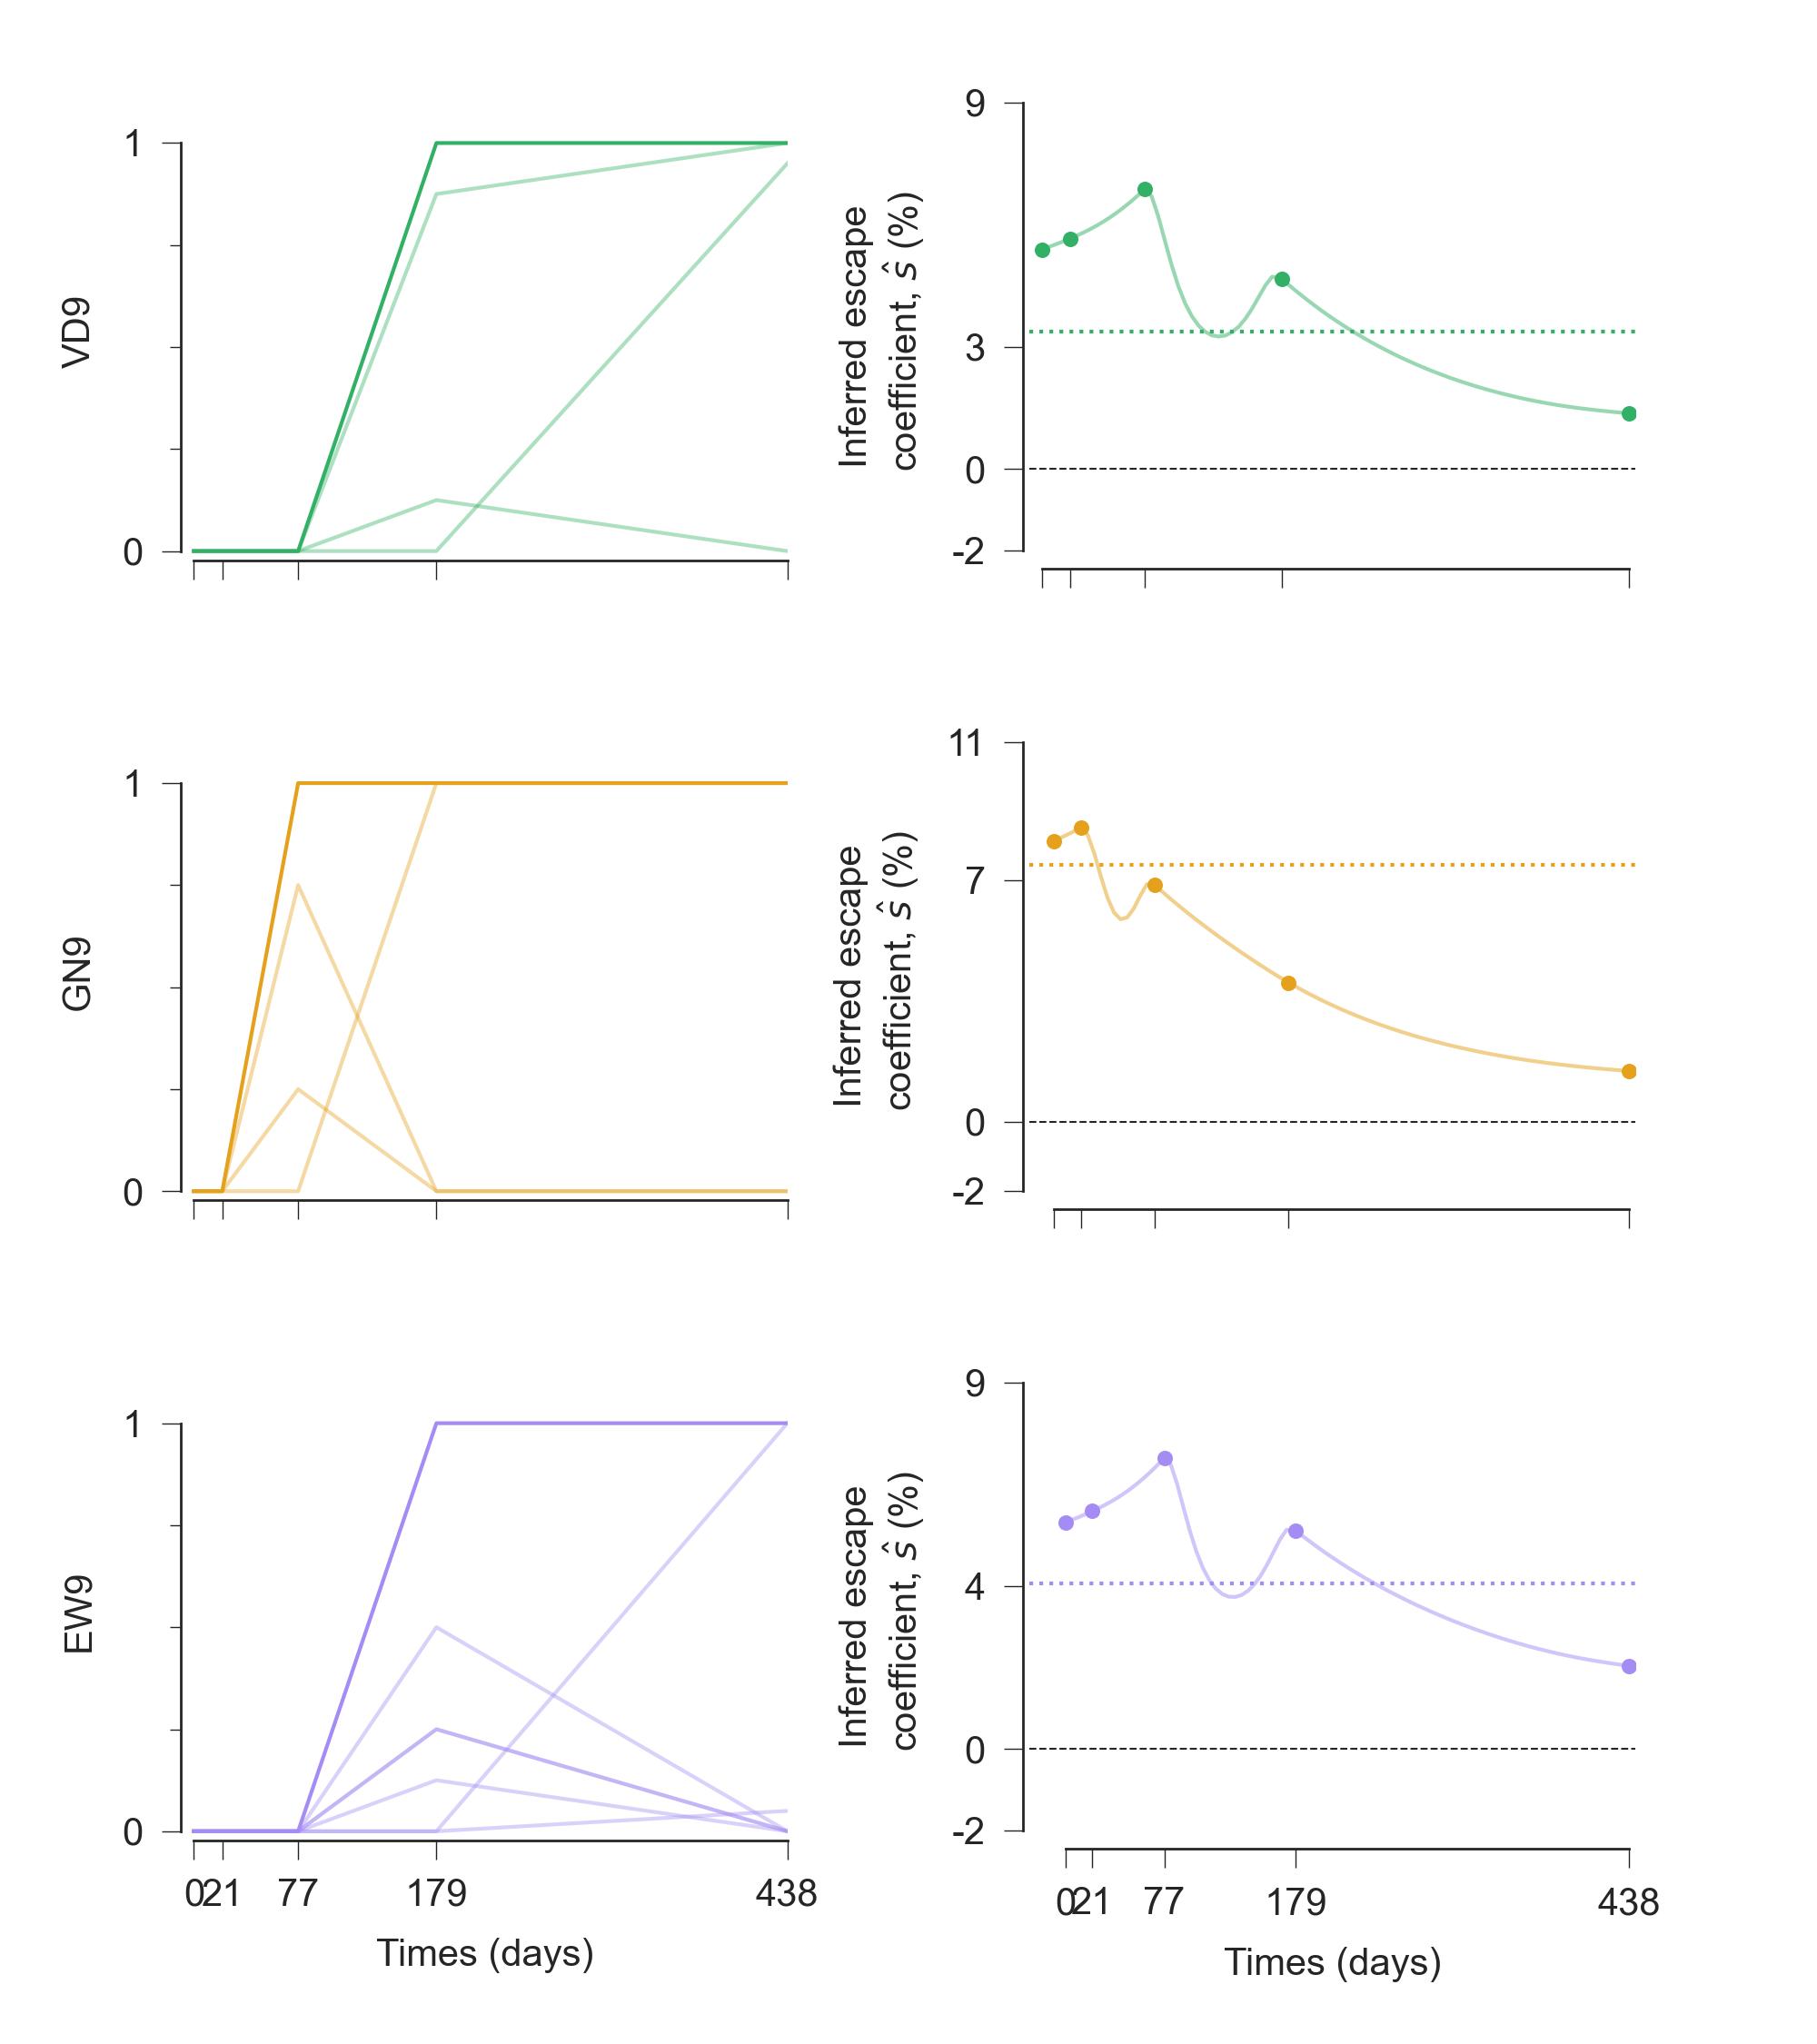 VD9
1
0
Inferred escape
coefficient, ŝ (%)
9
3
0
-2
GN9
1
0
Inferred escape
coefficient, ŝ (%)
11
7
0
-2
EW9
1
0
0 21 77 179 438
Times (days)
Inferred escape
coefficient, ŝ (%)
9
4
0
-2
0 21 77 179 438
Times (days)